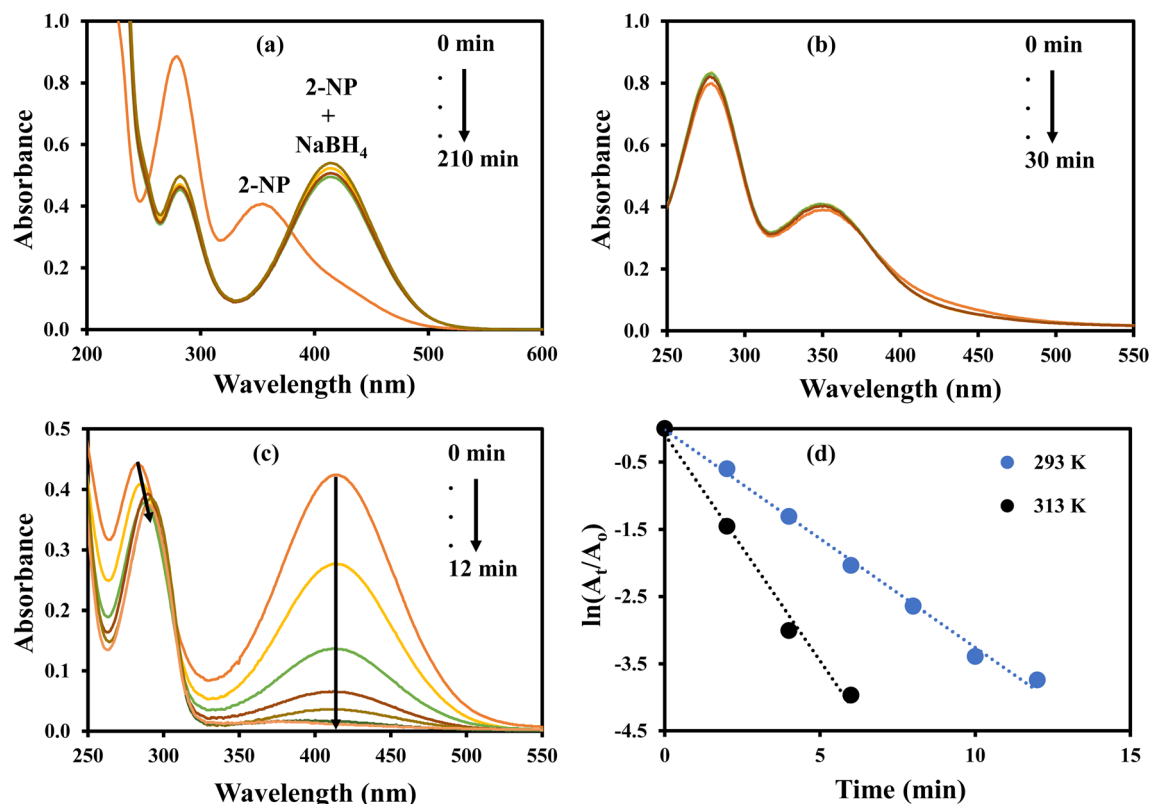 (a)
0 min
2-NP
+
NaBH4
210 min
2-NP
Absorbance
1.0
0.8
0.6
0.4
0.2
0.0
200 300 400 500 600
Wavelength (nm)
(b)
0 min
30 min
Absorbance
1.0
0.8
0.6
0.4
0.2
0.0
250 300 350 400 450 500 550
Wavelength (nm)
(c)
0 min
12 min
Absorbance
0.5
0.4
0.3
0.2
0.1
0.0
250 300 350 400 450 500 550
Wavelength (nm)
(d)
293 K
313 K
ln(At/Ao)
-0.5
-1.5
-2.5
-3.5
-4.5
0 5 10 15
Time (min)